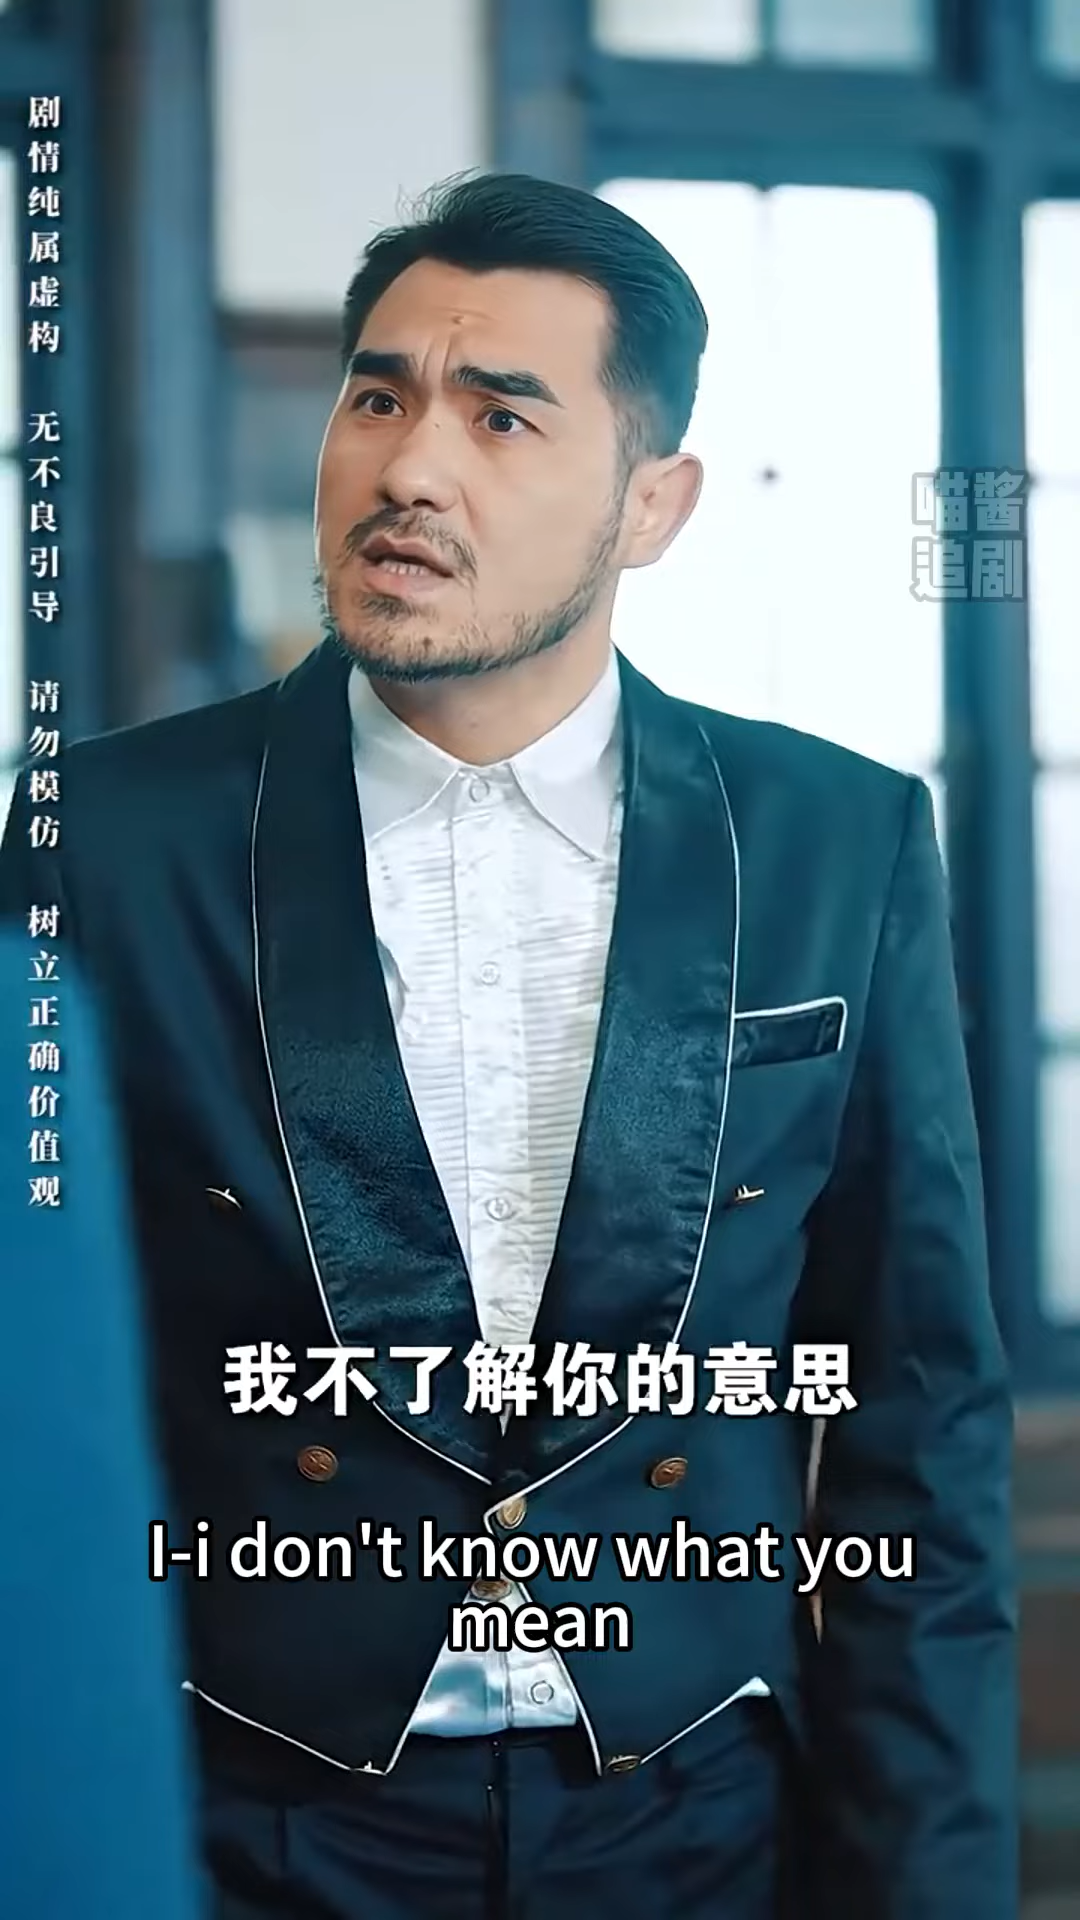 剧情纯属虚构 无不良引导 请勿模仿 树立正确价值观
喵酱
追剧
我不了解你的意思
I-i don't know what you
mean